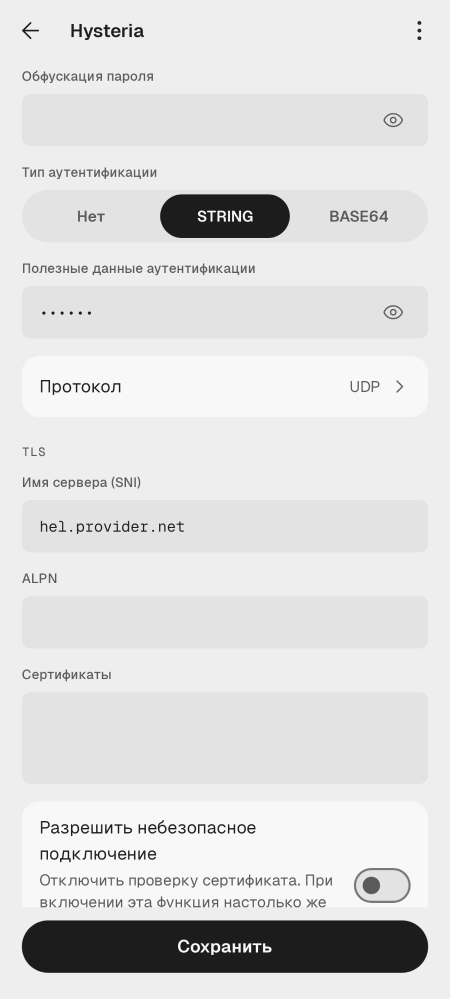 Hysteria
Обфускация пароля
Тип аутентификации
Нет
STRING
BASE64
Полезные данные аутентификации
••••••
Протокол
UDP
TLS
Имя сервера (SNI)
hel.provider.net
ALPN
Сертификаты
Разрешить небезопасное
подключение
Отключить проверку сертификата. При
включении эта функция настолько же
Сохранить